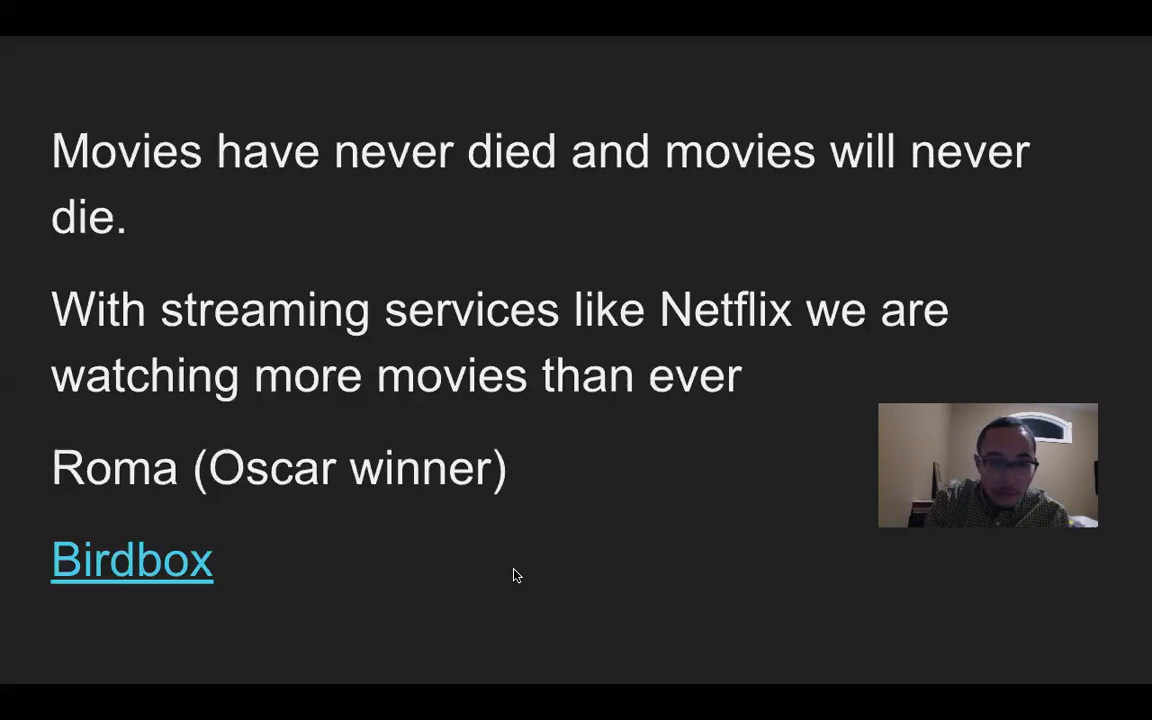 Movies have never died and movies will never
die.
With streaming services like Netflix we are
watching more movies than ever
Roma (Oscar winner)
Birdbox